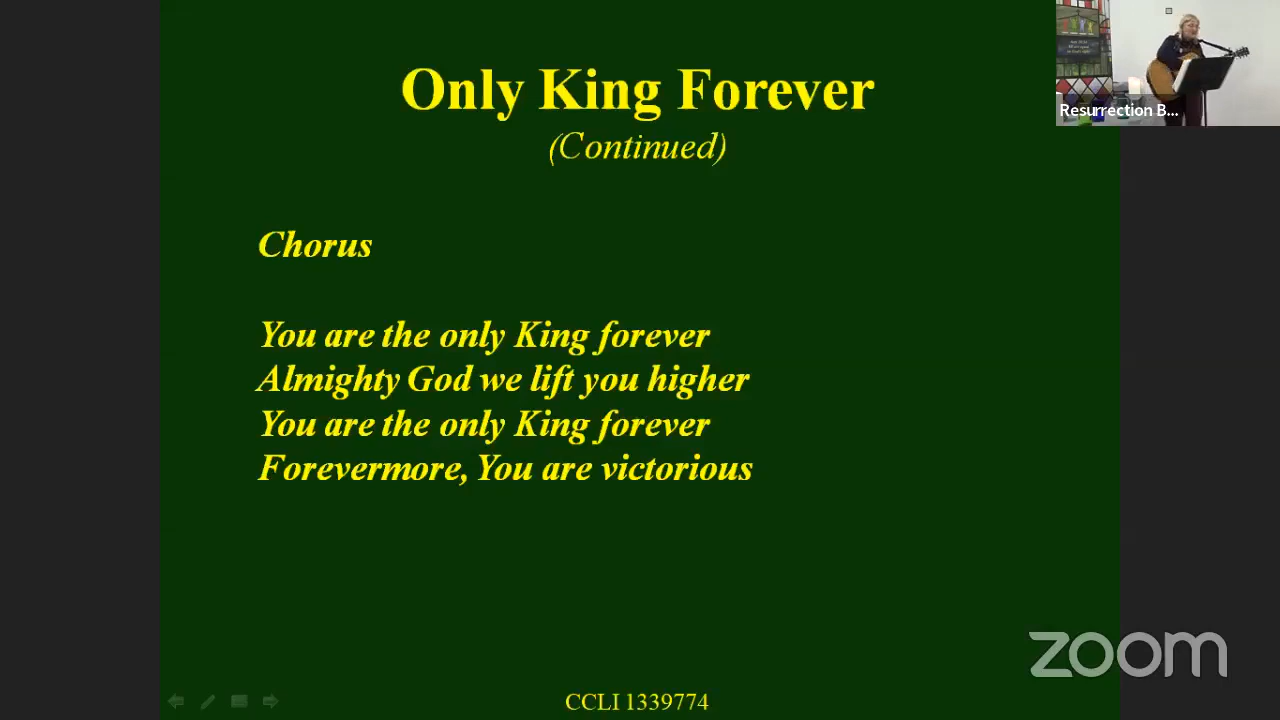 Only King Forever
(Continued)
Chorus
You are the only King forever
Almighty God we lift you higher
You are the only King forever
Forevermore, You are victorious
CCLI 1339774
Resurrection B...
zoom